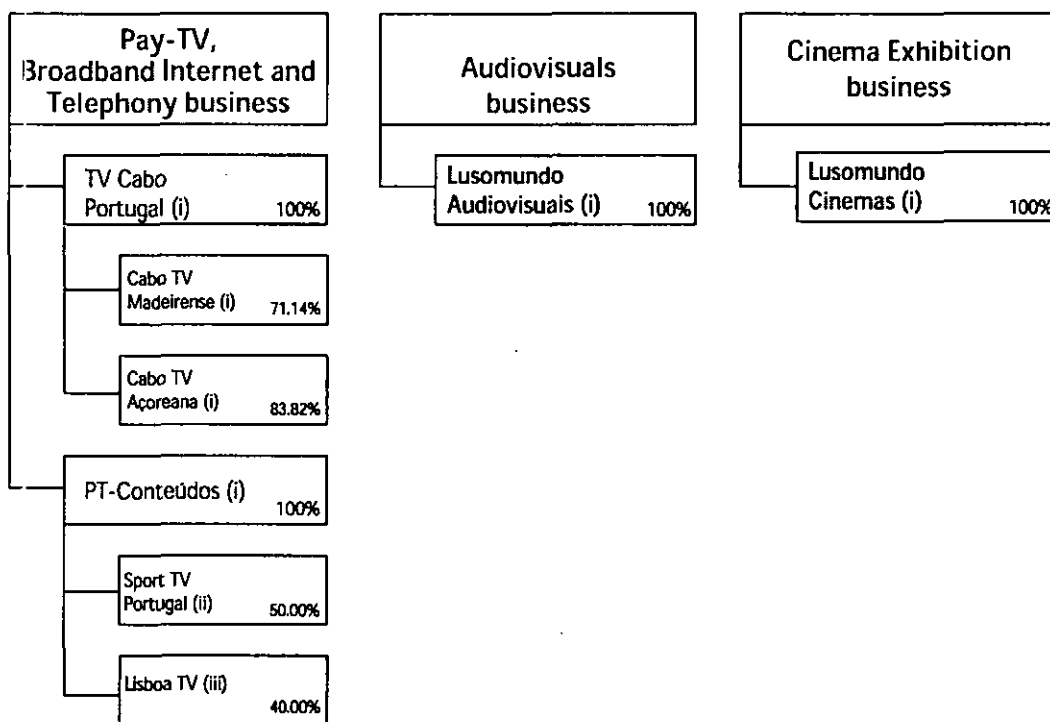 Pay-TV,
Broadband Internet and
Telephony business
TV Cabo
Portugal (i) 100%
Cabo TV
Madeirense (i) 71.14%
Cabo TV
Açoreana (i) 83.82%
PT-Conteúdos (i)
100%
Sport TV
Portugal (ii) 50.00%
Lisboa TV (iii)
40.00%
Audiovisuals
business
Lusomundo
Audiovisuais (i) 100%
Cinema Exhibition
business
Lusomundo
Cinemas (i) 100%